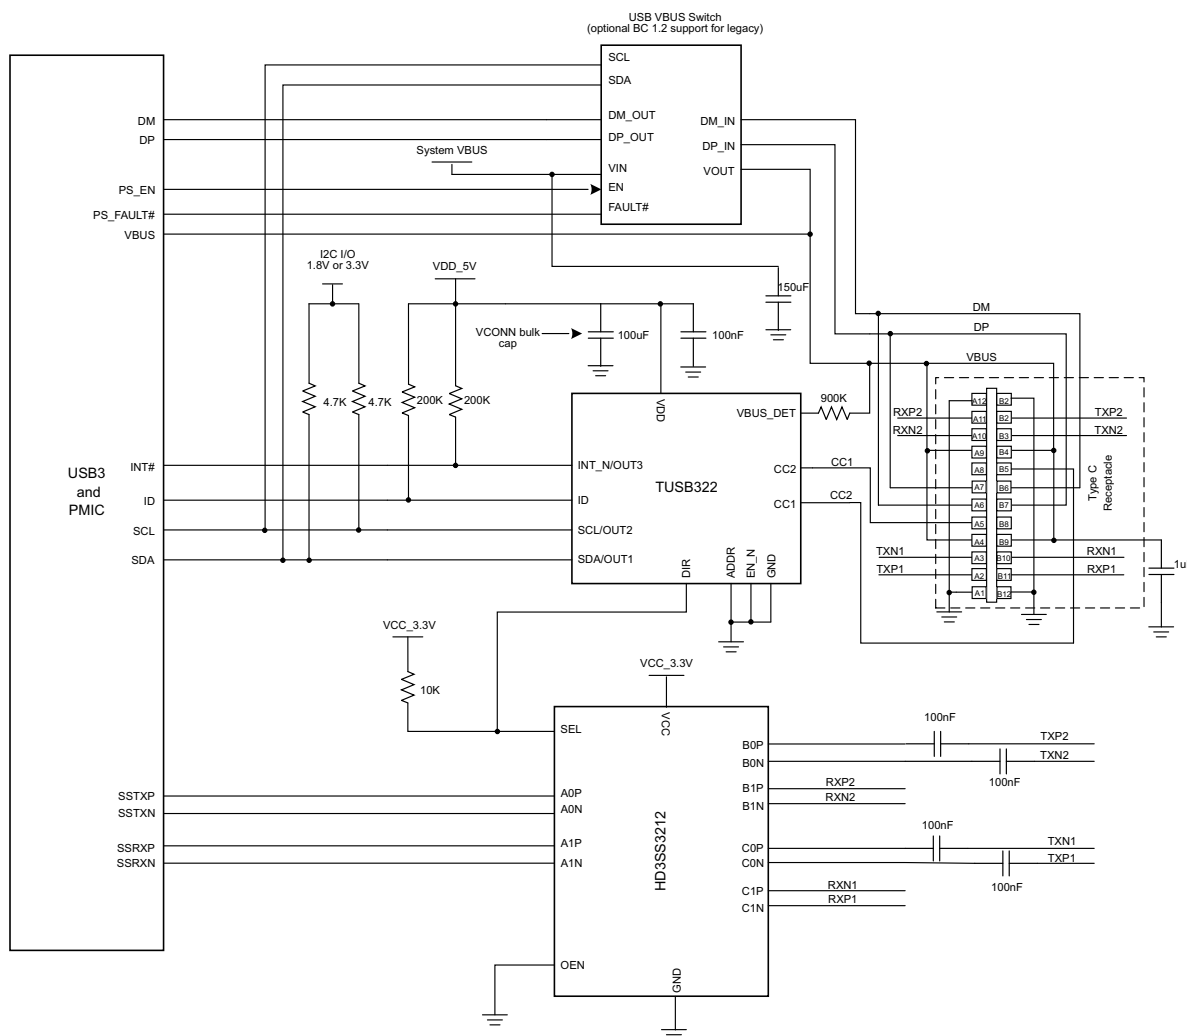 USB VBUS Switch
(optional BC 1.2 support for legacy)
SCL
SDA
DM_OUT
DP_OUT
VIN
EN
FAULT#
DM_IN
DP_IN
VOUT
System VBUS
USB3
and
PMIC
DM
DP
PS_EN
PS_FAULT#
VBUS
INT#
ID
SCL
SDA
SSTXP
SSTXN
SSRXP
SSRXN
I2C I/O
1.8V or 3.3V
VDD_5V
VCONN bulk
cap
100uF
100nF
150uF
4.7K
4.7K
200K
200K
900K
TUSB322
VDD
VBUS_DET
INT_N/OUT3
ID
SCL/OUT2
SDA/OUT1
CC2
CC1
DIR
ADDR
EN_N
GND
CC1
CC2
DM
DP
VBUS
Type C
Receptacle
A12
B2
RXP2
A11
B2
TXP2
RXN2
A10
B3
TXN2
A9
B4
A8
B5
A7
B6
A6
B7
A5
B8
A4
B9
TXN1
A3
B10
RXN1
TXP1
A2
B11
RXP1
A1
B12
1u
VCC_3.3V
10K
VCC_3.3V
HD3SS3212
VCC
SEL
A0P
A0N
A1P
A1N
OEN
GND
B0P
B0N
B1P
B1N
C0P
C0N
C1P
C1N
100nF
TXP2
TXN2
100nF
RXP2
RXN2
100nF
TXN1
TXP1
100nF
RXN1
RXP1